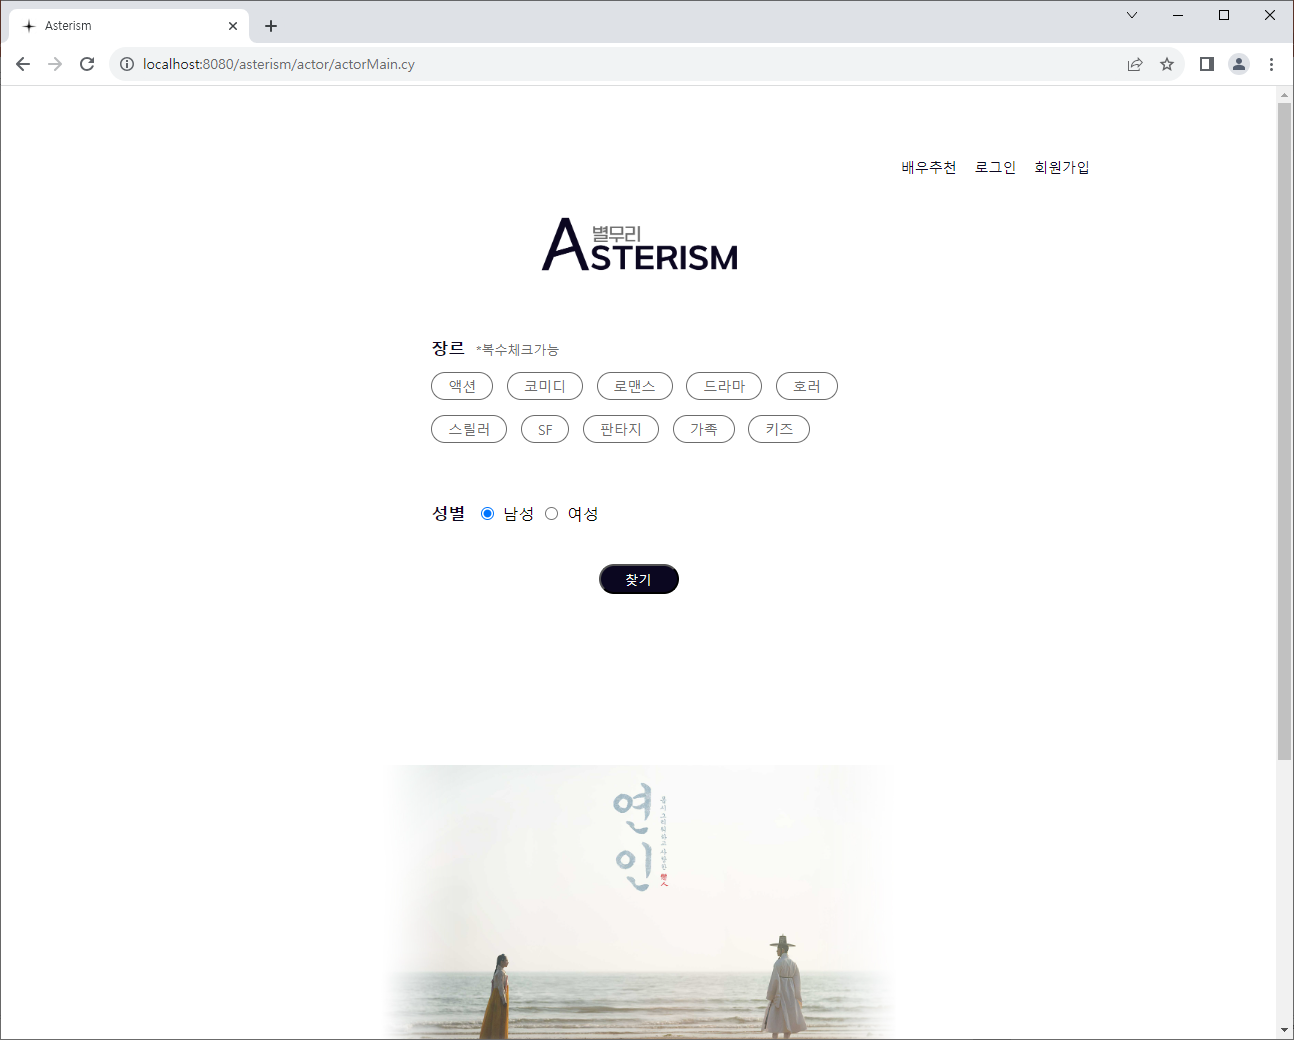 Asterism
localhost:8080/asterism/actor/actorMain.cy
배우추천 로그인 회원가입
별무리
ASTERISM
장르 *복수체크가능
액션 코미디 로맨스 드라마 호러
스릴러 SF 판타지 가족 키즈
성별 남성 여성
찾기
연인